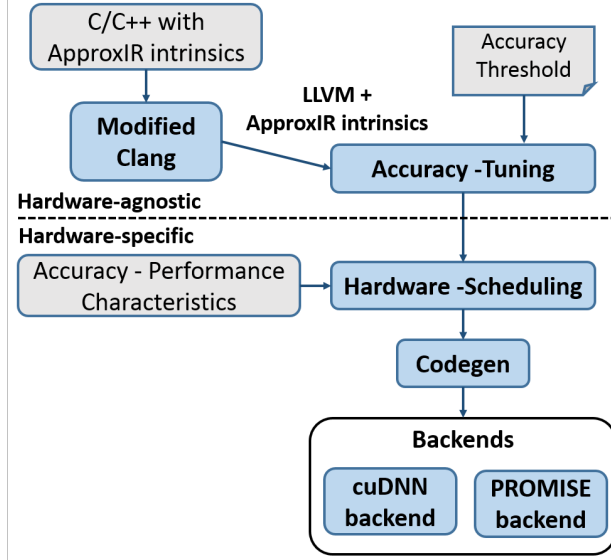 C/C++ with
ApproxIR intrinsics
Accuracy
Threshold
LLVM +
ApproxIR intrinsics
Modified
Clang
Accuracy -Tuning
Hardware-agnostic
Hardware-specific
Accuracy - Performance
Characteristics
Hardware -Scheduling
Codegen
Backends
cuDNN
backend
PROMISE
backend